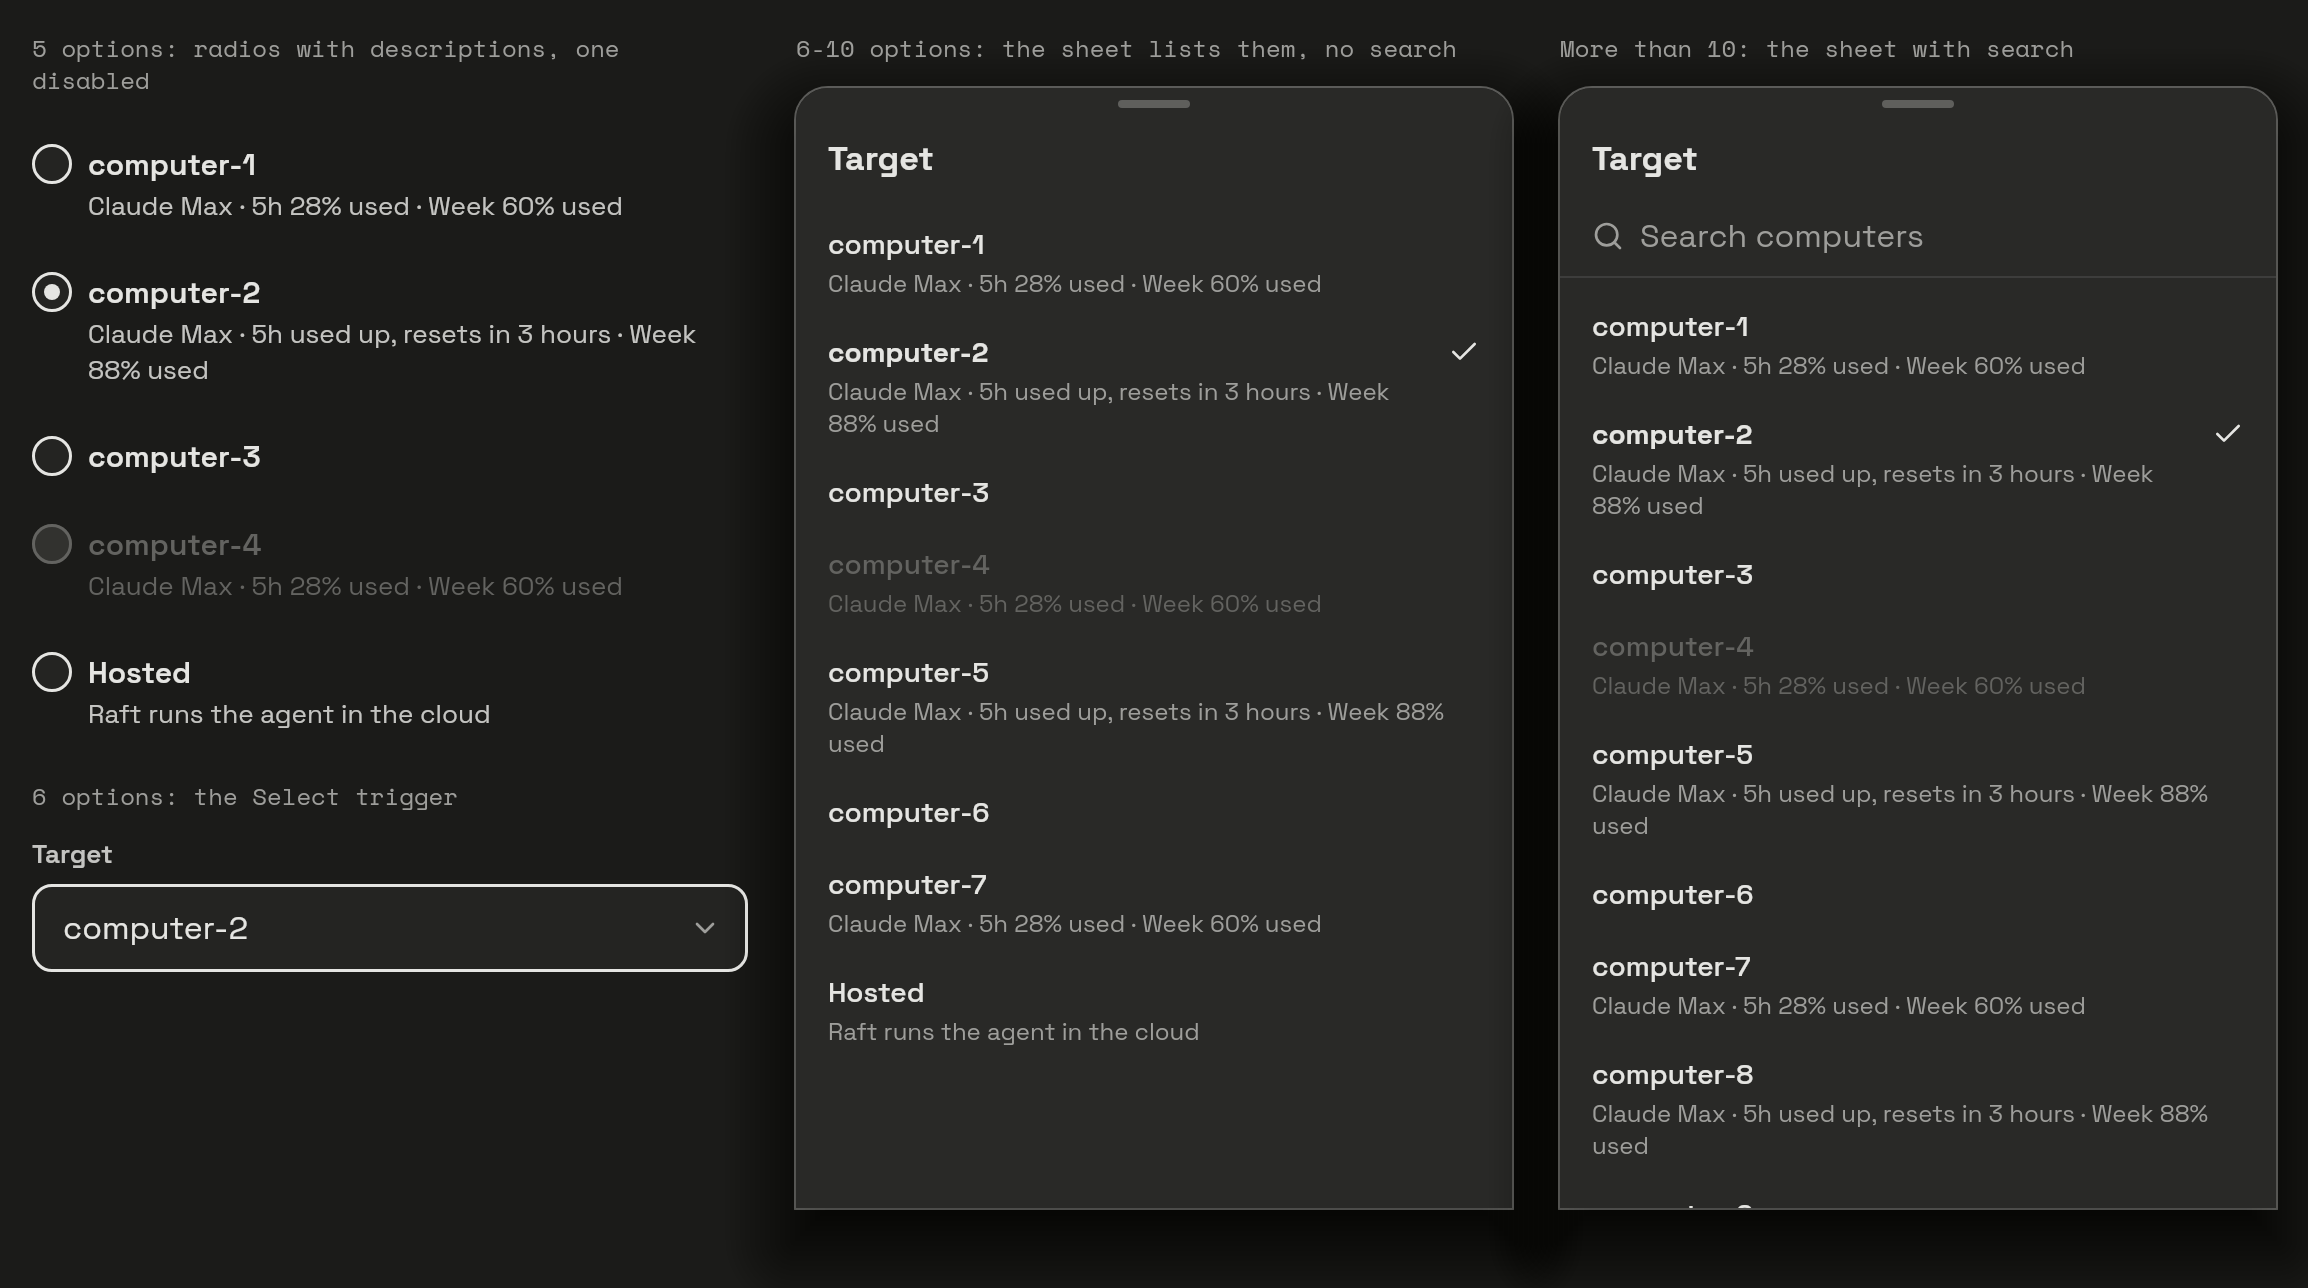 5 options: radios with descriptions, one
disabled
computer-1
Claude Max · 5h 28% used · Week 60% used
computer-2
Claude Max · 5h used up, resets in 3 hours · Week
88% used
computer-3
computer-4
Claude Max · 5h 28% used · Week 60% used
Hosted
Raft runs the agent in the cloud
6 options: the Select trigger
Target
computer-2
6-10 options: the sheet lists them, no search
Target
computer-1
Claude Max · 5h 28% used · Week 60% used
computer-2
Claude Max · 5h used up, resets in 3 hours · Week
88% used
computer-3
computer-4
Claude Max · 5h 28% used · Week 60% used
computer-5
Claude Max · 5h used up, resets in 3 hours · Week 88%
used
computer-6
computer-7
Claude Max · 5h 28% used · Week 60% used
Hosted
Raft runs the agent in the cloud
More than 10: the sheet with search
Target
Search computers
computer-1
Claude Max · 5h 28% used · Week 60% used
computer-2
Claude Max · 5h used up, resets in 3 hours · Week
88% used
computer-3
computer-4
Claude Max · 5h 28% used · Week 60% used
computer-5
Claude Max · 5h used up, resets in 3 hours · Week 88%
used
computer-6
computer-7
Claude Max · 5h 28% used · Week 60% used
computer-8
Claude Max · 5h used up, resets in 3 hours · Week 88%
used